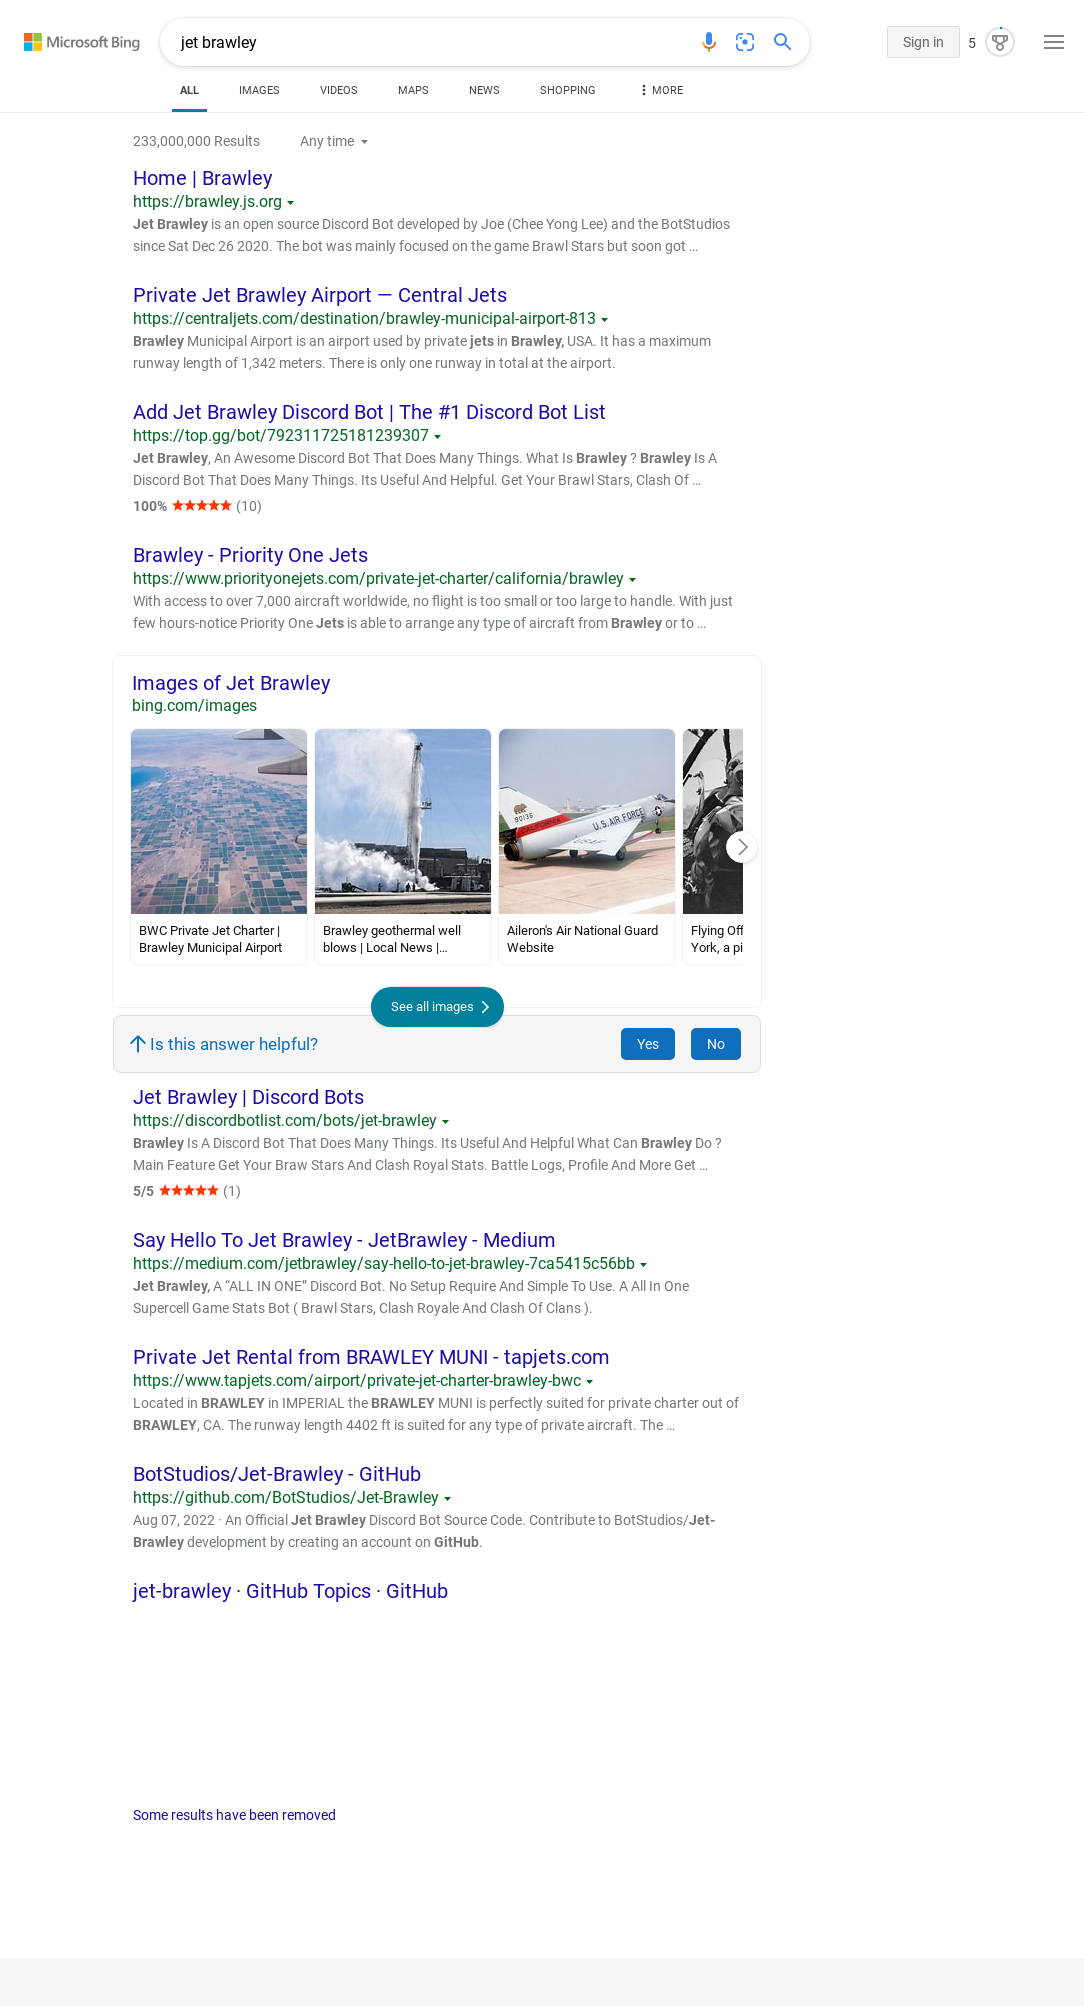 Microsoft Bing
jet brawley
Sign in
5
ALL
IMAGES
VIDEOS
MAPS
NEWS
SHOPPING
MORE
233,000,000 Results
Any time
Home | Brawley
https://brawley.js.org
Jet Brawley is an open source Discord Bot developed by Joe (Chee Yong Lee) and the BotStudios
since Sat Dec 26 2020. The bot was mainly focused on the game Brawl Stars but soon got …
Private Jet Brawley Airport — Central Jets
https://centraljets.com/destination/brawley-municipal-airport-813
Brawley Municipal Airport is an airport used by private jets in Brawley, USA. It has a maximum
runway length of 1,342 meters. There is only one runway in total at the airport.
Add Jet Brawley Discord Bot | The #1 Discord Bot List
https://top.gg/bot/792311725181239307
Jet Brawley, An Awesome Discord Bot That Does Many Things. What Is Brawley ? Brawley Is A
Discord Bot That Does Many Things. Its Useful And Helpful. Get Your Brawl Stars, Clash Of …
100% ★★★★★ (10)
Brawley - Priority One Jets
https://www.priorityonejets.com/private-jet-charter/california/brawley
With access to over 7,000 aircraft worldwide, no flight is too small or too large to handle. With just
few hours-notice Priority One Jets is able to arrange any type of aircraft from Brawley or to …
Images of Jet Brawley
bing.com/images
90136
CALIFORNIA
U.S. AIR FORCE
USAF
BWC Private Jet Charter |
Brawley Municipal Airport
Brawley geothermal well
blows | Local News |…
Aileron's Air National Guard
Website
Flying Off
York, a pi
See all images
Is this answer helpful?
Yes
No
Jet Brawley | Discord Bots
https://discordbotlist.com/bots/jet-brawley
Brawley Is A Discord Bot That Does Many Things. Its Useful And Helpful What Can Brawley Do ?
Main Feature Get Your Braw Stars And Clash Royal Stats. Battle Logs, Profile And More Get …
5/5 ★★★★★ (1)
Say Hello To Jet Brawley - JetBrawley - Medium
https://medium.com/jetbrawley/say-hello-to-jet-brawley-7ca5415c56bb
Jet Brawley, A “ALL IN ONE” Discord Bot. No Setup Require And Simple To Use. A All In One
Supercell Game Stats Bot ( Brawl Stars, Clash Royale And Clash Of Clans ).
Private Jet Rental from BRAWLEY MUNI - tapjets.com
https://www.tapjets.com/airport/private-jet-charter-brawley-bwc
Located in BRAWLEY in IMPERIAL the BRAWLEY MUNI is perfectly suited for private charter out of
BRAWLEY, CA. The runway length 4402 ft is suited for any type of private aircraft. The …
BotStudios/Jet-Brawley - GitHub
https://github.com/BotStudios/Jet-Brawley
Aug 07, 2022 · An Official Jet Brawley Discord Bot Source Code. Contribute to BotStudios/Jet-
Brawley development by creating an account on GitHub.
jet-brawley · GitHub Topics · GitHub
Some results have been removed